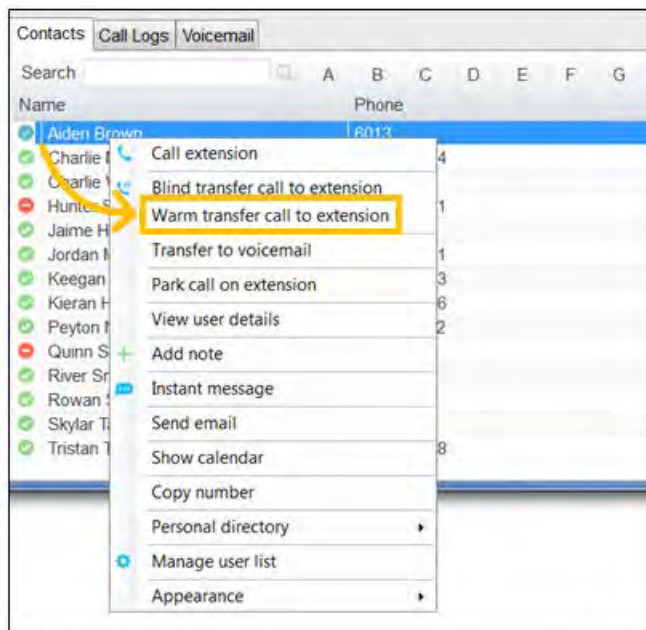 Contacts Call Logs Voicemail
Search A B C D E F G
Name Phone
Aiden Brown 6013
Charlie 4
Charlie
Hunter 1
Jaime H
Jordan 1
Keegan 3
Kieran H 6
Peyton 2
Quinn S
River Sr
Rowan
Skylar Ta
Tristan T 8
Call extension
Blind transfer call to extension
Warm transfer call to extension
Transfer to voicemail
Park call on extension
View user details
Add note
Instant message
Send email
Show calendar
Copy number
Personal directory
Manage user list
Appearance